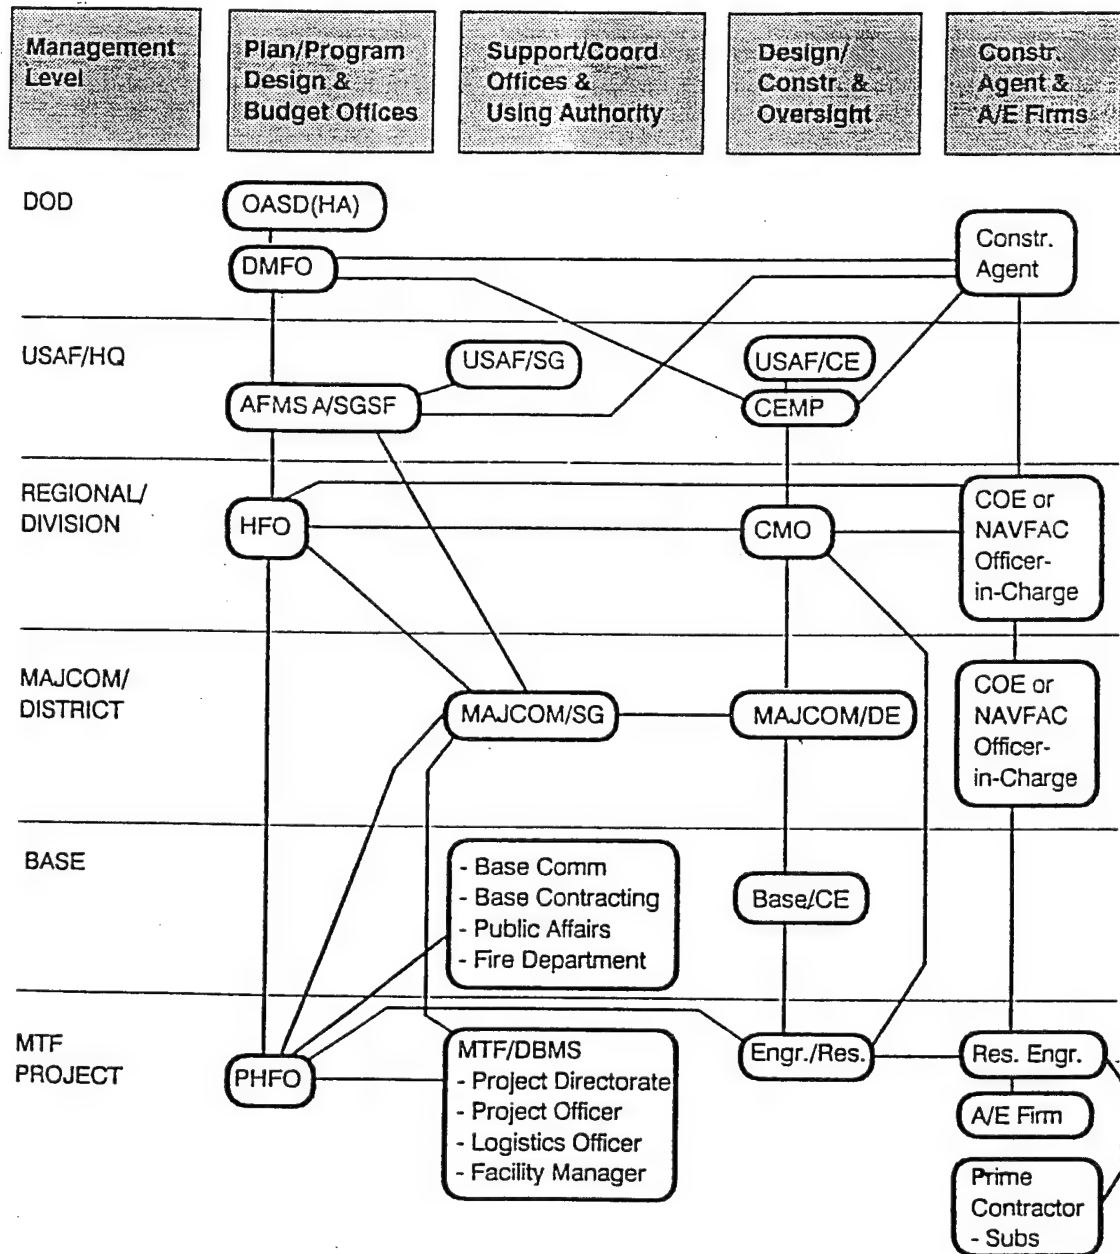 Management
Level
Plan/Program
Design &
Budget Offices
Support/Coord
Offices &
Using Authority
Design/
Constr. &
Oversight
Constr.
Agent &
A/E Firms
DOD
OASD(HA)
DMFO
Constr.
Agent
USAF/HQ
USAF/SG
USAF/CE
AFMSA/SGSF
CEMP
REGIONAL/
DIVISION
HFO
CMO
COE or
NAVFAC
Officer-
in-Charge
MAJCOM/
DISTRICT
MAJCOM/SG
MAJCOM/DE
COE or
NAVFAC
Officer-
in-Charge
BASE
- Base Comm
- Base Contracting
- Public Affairs
- Fire Department
Base/CE
MTF
PROJECT
PHFO
MTF/DBMS
- Project Directorate
- Project Officer
- Logistics Officer
- Facility Manager
Engr./Res.
Res. Engr.
A/E Firm
Prime
Contractor
- Subs